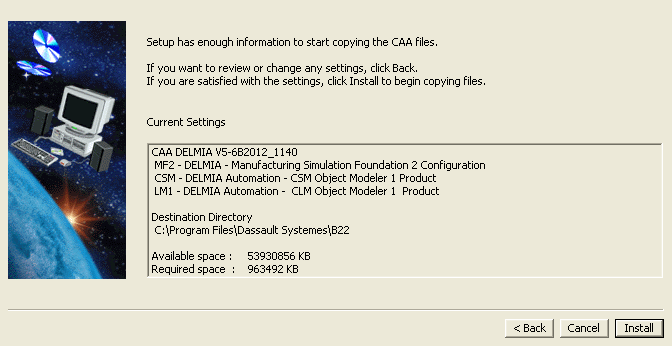 Setup has enough information to start copying the CAA files.
If you want to review or change any settings, click Back.
If you are satisfied with the settings, click Install to begin copying files.
Current Settings
CAA DELMIA V5-6B2012_1140
MF2 - DELMIA - Manufacturing Simulation Foundation 2 Configuration
CSM - DELMIA Automation - CSM Object Modeler 1 Product
LM1 - DELMIA Automation -  CLM Object Modeler 1  Product
Destination Directory
C:\Program Files\Dassault Systemes\B22
Available space :    53930856 KB
Required space  :    963492 KB
< Back  Cancel  Install